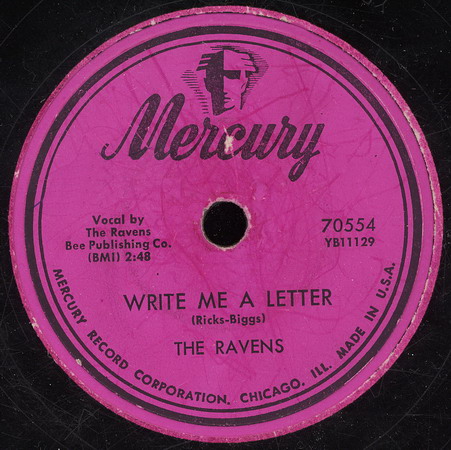 Mercury
Vocal by
The Ravens
Bee Publishing Co.
(BMI) 2:48
70554
YB11129
WRITE ME A LETTER
(Ricks-Biggs)
THE RAVENS
MERCURY RECORD CORPORATION, CHICAGO, ILL. MADE IN U.S.A.